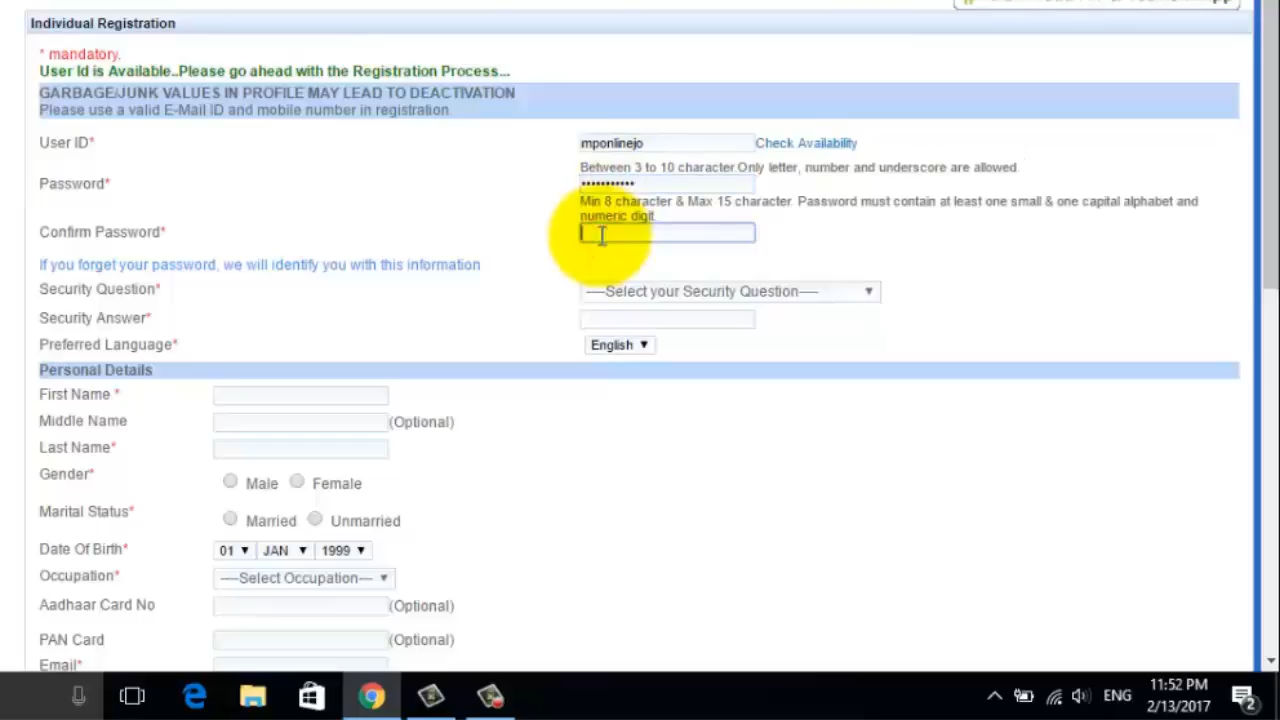 Individual Registration
* mandatory.
User Id is Available..Please go ahead with the Registration Process...
GARBAGE/JUNK VALUES IN PROFILE MAY LEAD TO DEACTIVATION
Please use a valid E-Mail ID and mobile number in registration
User ID* mponlinejo Check Availability
Between 3 to 10 character.Only letter, number and underscore are allowed.
Password* •••••••••••
Min 8 character & Max 15 character. Password must contain at least one small & one capital alphabet and
numeric digit
Confirm Password*
If you forget your password, we will identify you with this information
Security Question* ----Select your Security Question----
Security Answer*
Preferred Language* English
Personal Details
First Name *
Middle Name (Optional)
Last Name*
Gender* Male Female
Marital Status* Married Unmarried
Date Of Birth* 01 JAN 1999
Occupation* ----Select Occupation----
Aadhaar Card No (Optional)
PAN Card (Optional)
Email*
ENG
11:52 PM
2/13/2017
2